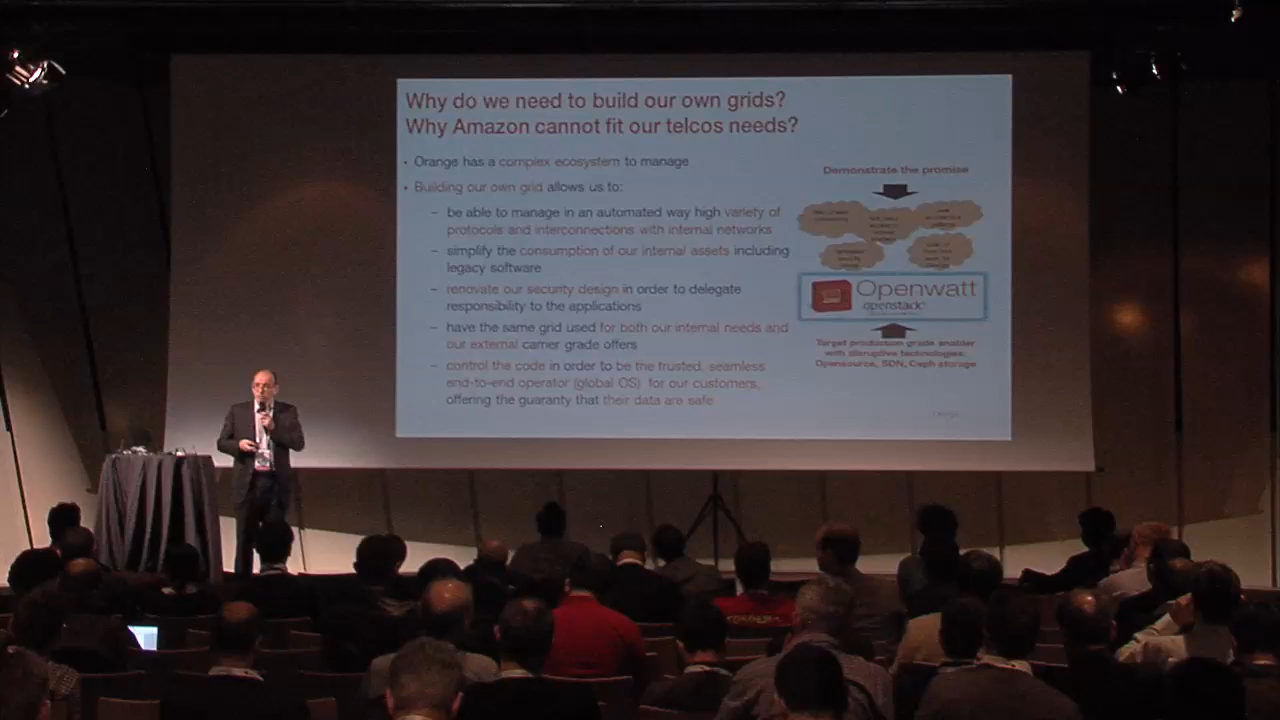 Why do we need to build our own grids?
Why Amazon cannot fit our telcos needs?
• Orange has a complex ecosystem to manage
• Building our own grid allows us to:
– be able to manage in an automated way high variety of
protocols and interconnections with internal networks
– simplify the consumption of our internal assets including
legacy software
– renovate our security design in order to delegate
responsibility to the applications
– have the same grid used for both our internal needs and
our external carrier grade offers
– control the code in order to be the trusted, seamless
end-to-end operator (global OS) for our customers,
offering the guaranty that their data are safe
Demonstrate the promise
Openwatt
openstack
Target production grade enabler
with disruptive technologies:
Opensource, SDN, Ceph storage